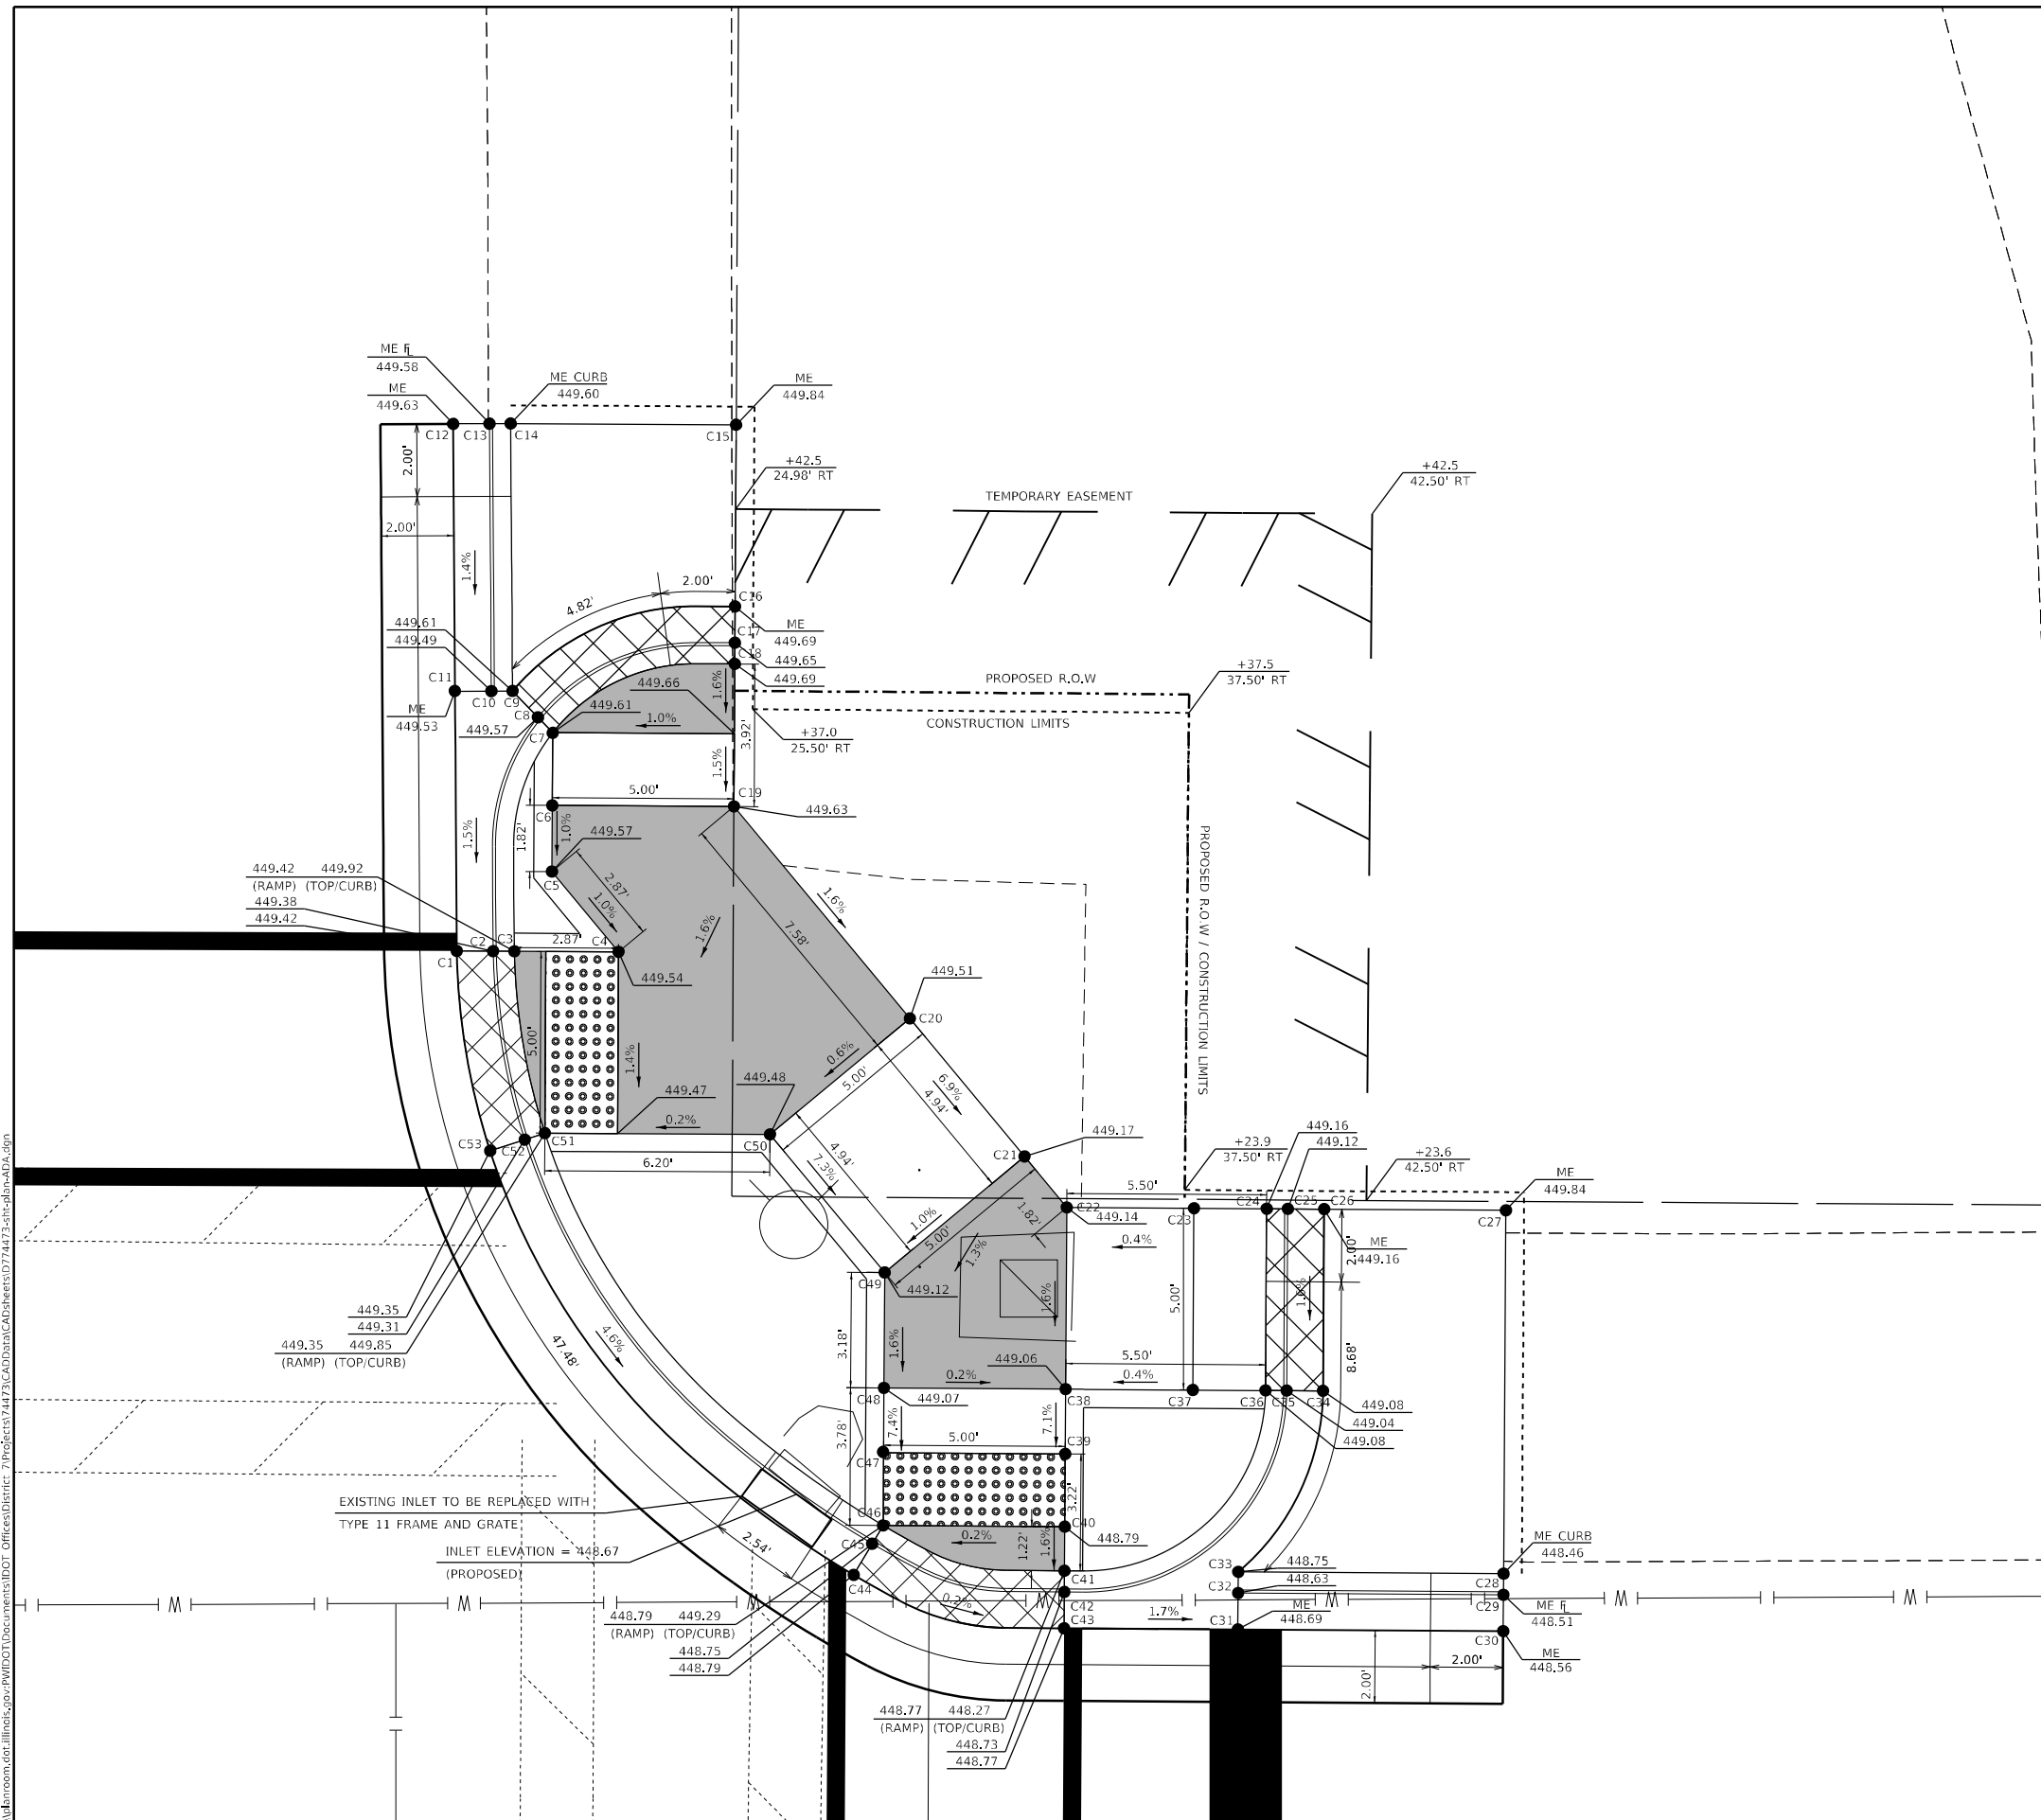 ME FL
449.58
ME
449.63
ME CURB
449.60
ME
449.84
C12
C13
C14
C15
2.00'
+42.5
24.98' RT
+42.5
42.50' RT
TEMPORARY EASEMENT
2.00'
1.4%
2.00'
4.82'
C16
ME
449.69
C17
449.65
C18
449.69
449.61
449.49
C11
C10
C9
ME
449.53
C8
449.57
C7
449.66
449.61
1.0%
1.6%
3.92'
+37.5
37.50' RT
PROPOSED R.O.W
CONSTRUCTION LIMITS
+37.0
25.50' RT
1.5%
5.00'
C19
449.63
C6
1.82'
1.0%
449.57
C5
1.5%
2.87'
1.0%
1.6%
7.58'
1.6%
PROPOSED R.O.W / CONSTRUCTION LIMITS
449.42 449.92
(RAMP) (TOP/CURB)
449.38
449.42
C1
C2
C3
2.87'
C4
449.54
449.51
C20
5.00'
1.4%
449.47
449.48
0.6%
5.00'
0.2%
6.9%
4.94'
C53
C52
C51
C50
6.20'
4.94'
7.3%
C21
449.17
449.16
449.12
+23.9
37.50' RT
+23.6
42.50' RT
ME
449.84
5.50'
C22
449.14
C23
C24
C25
C26
C27
ME
449.16
1.0%
5.00'
1.82'
1.3%
0.4%
2.00'
1.6%
C49
449.12
1.6%
5.00'
449.35
449.31
449.35 449.85
(RAMP) (TOP/CURB)
4.6%
47.48'
3.18'
1.6%
449.06
5.50'
0.2%
0.4%
8.68'
C48
449.07
C38
C37
C36
C35
C34
449.08
449.04
449.08
3.78'
7.4%
7.1%
5.00'
C47
C39
3.22'
EXISTING INLET TO BE REPLACED WITH
TYPE 11 FRAME AND GRATE
INLET ELEVATION = 448.67
(PROPOSED)
2.54'
C46
C45
C44
0.2%
1.22'
1.6%
C40
448.79
C41
C42
C43
0.2%
1.7%
C33
448.75
C32
448.63
C31
ME
448.69
ME CURB
448.46
C28
C29
ME FL
448.51
C30
ME
448.56
2.00'
2.00'
448.79 449.29
(RAMP) (TOP/CURB)
448.75
448.79
448.77 448.27
(RAMP) (TOP/CURB)
448.73
448.77